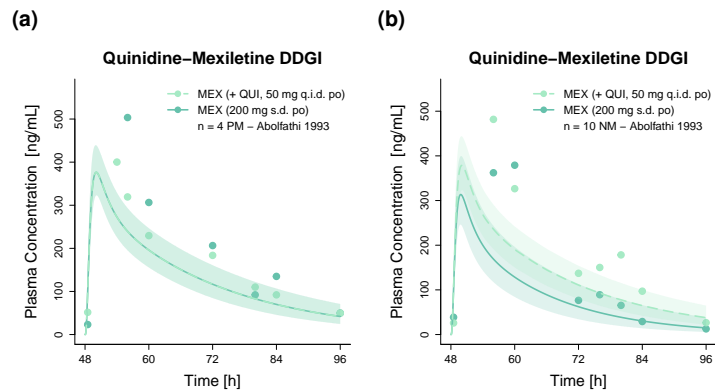 (a)
Quinidine−Mexiletine DDGI
MEX (+ QUI, 50 mg q.i.d. po)
MEX (200 mg s.d. po)
n = 4 PM − Abolfathi 1993
Plasma Concentration [ng/mL]
500
400
300
200
100
0
48
60
72
84
96
Time [h]
(b)
Quinidine−Mexiletine DDGI
MEX (+ QUI, 50 mg q.i.d. po)
MEX (200 mg s.d. po)
n = 10 NM − Abolfathi 1993
Plasma Concentration [ng/mL]
500
400
300
200
100
0
48
60
72
84
96
Time [h]